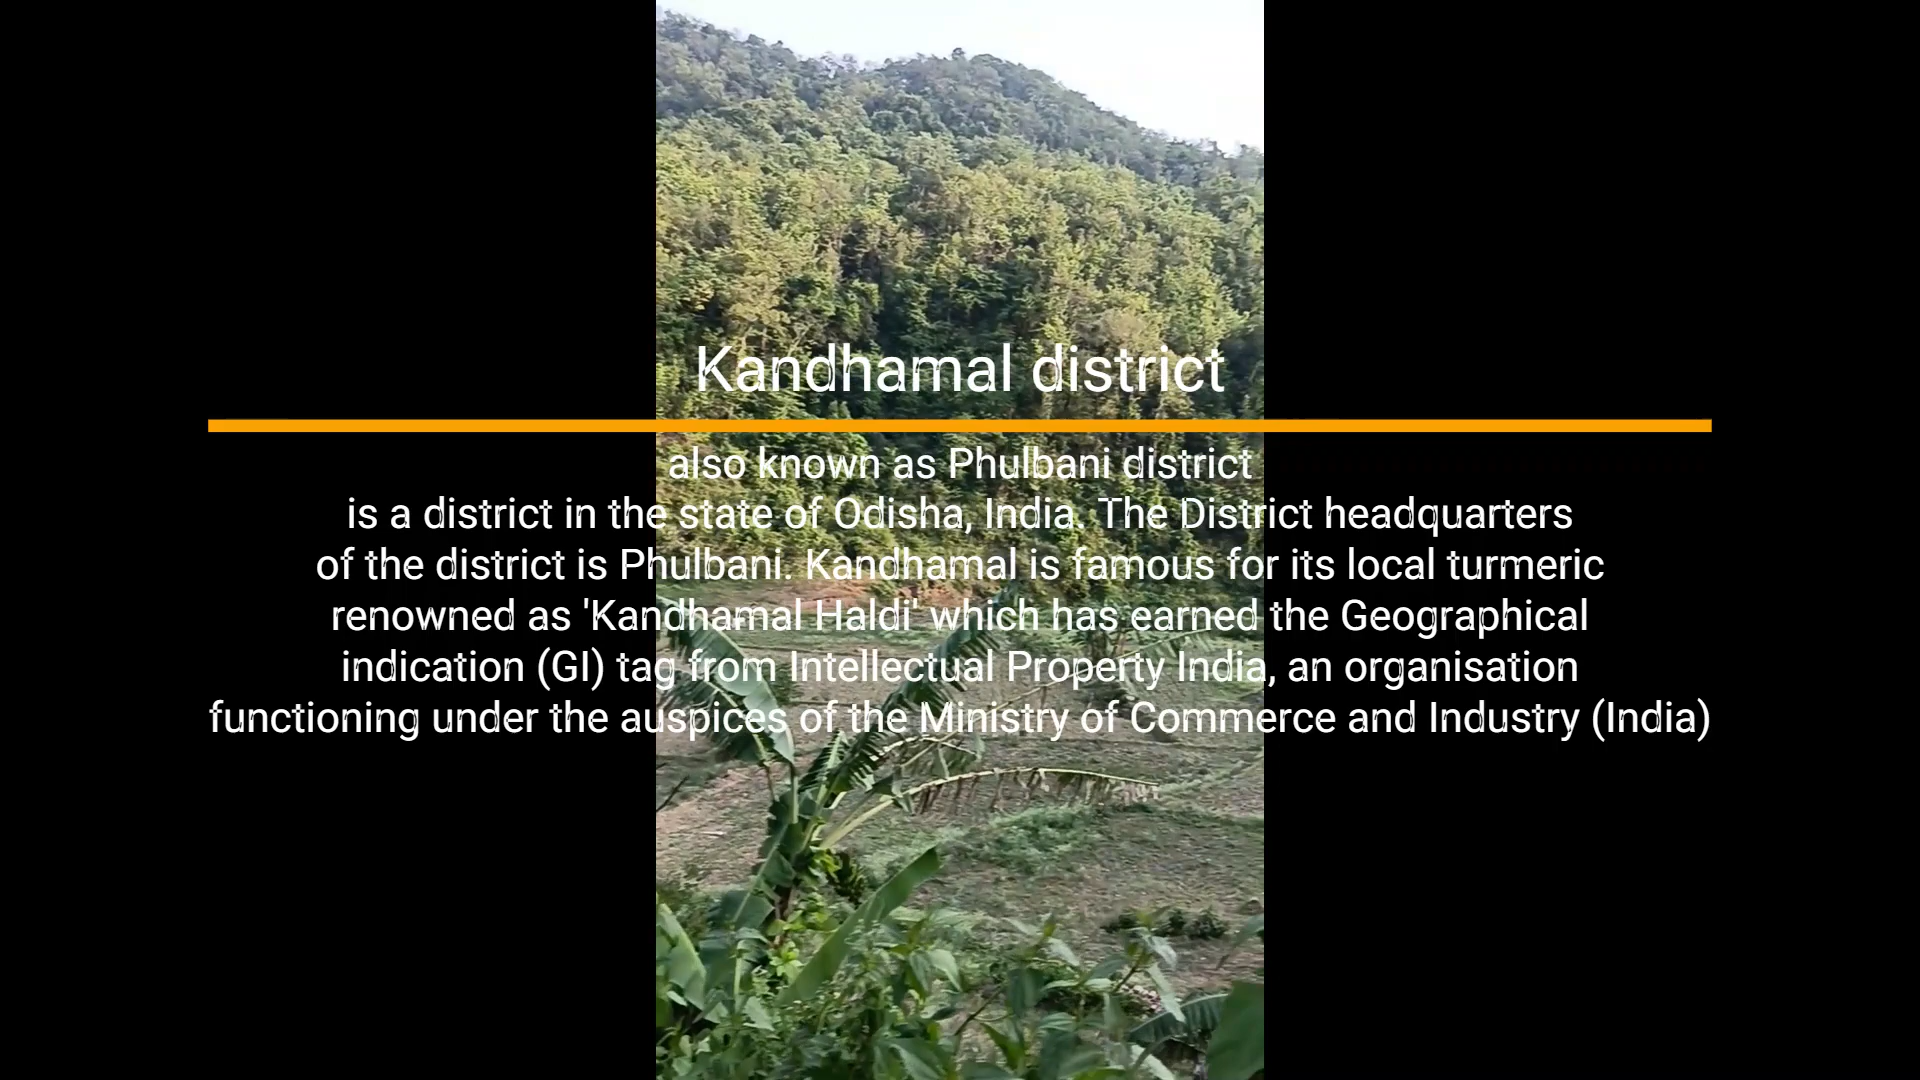 Kandhamal district
also known as Phulbani district
is a district in the state of Odisha, India. The District headquarters
of the district is Phulbani. Kandhamal is famous for its local turmeric
renowned as 'Kandhamal Haldi' which has earned the Geographical
indication (GI) tag from Intellectual Property India, an organisation
functioning under the auspices of the Ministry of Commerce and Industry (India)